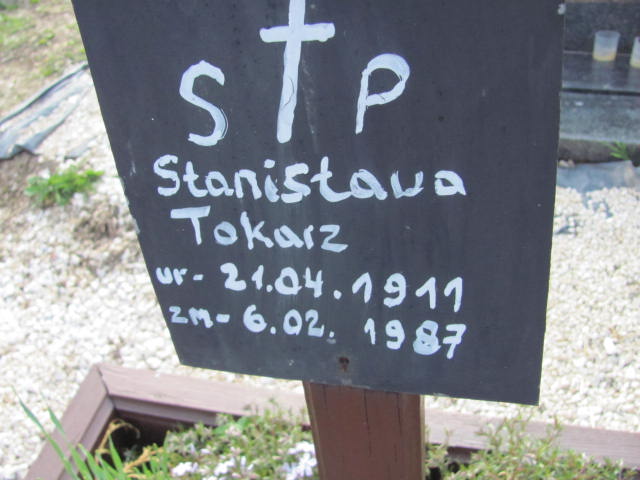 S P
Stanisława
Tokarz
ur- 21.04.1911
zm- 6.02. 1987